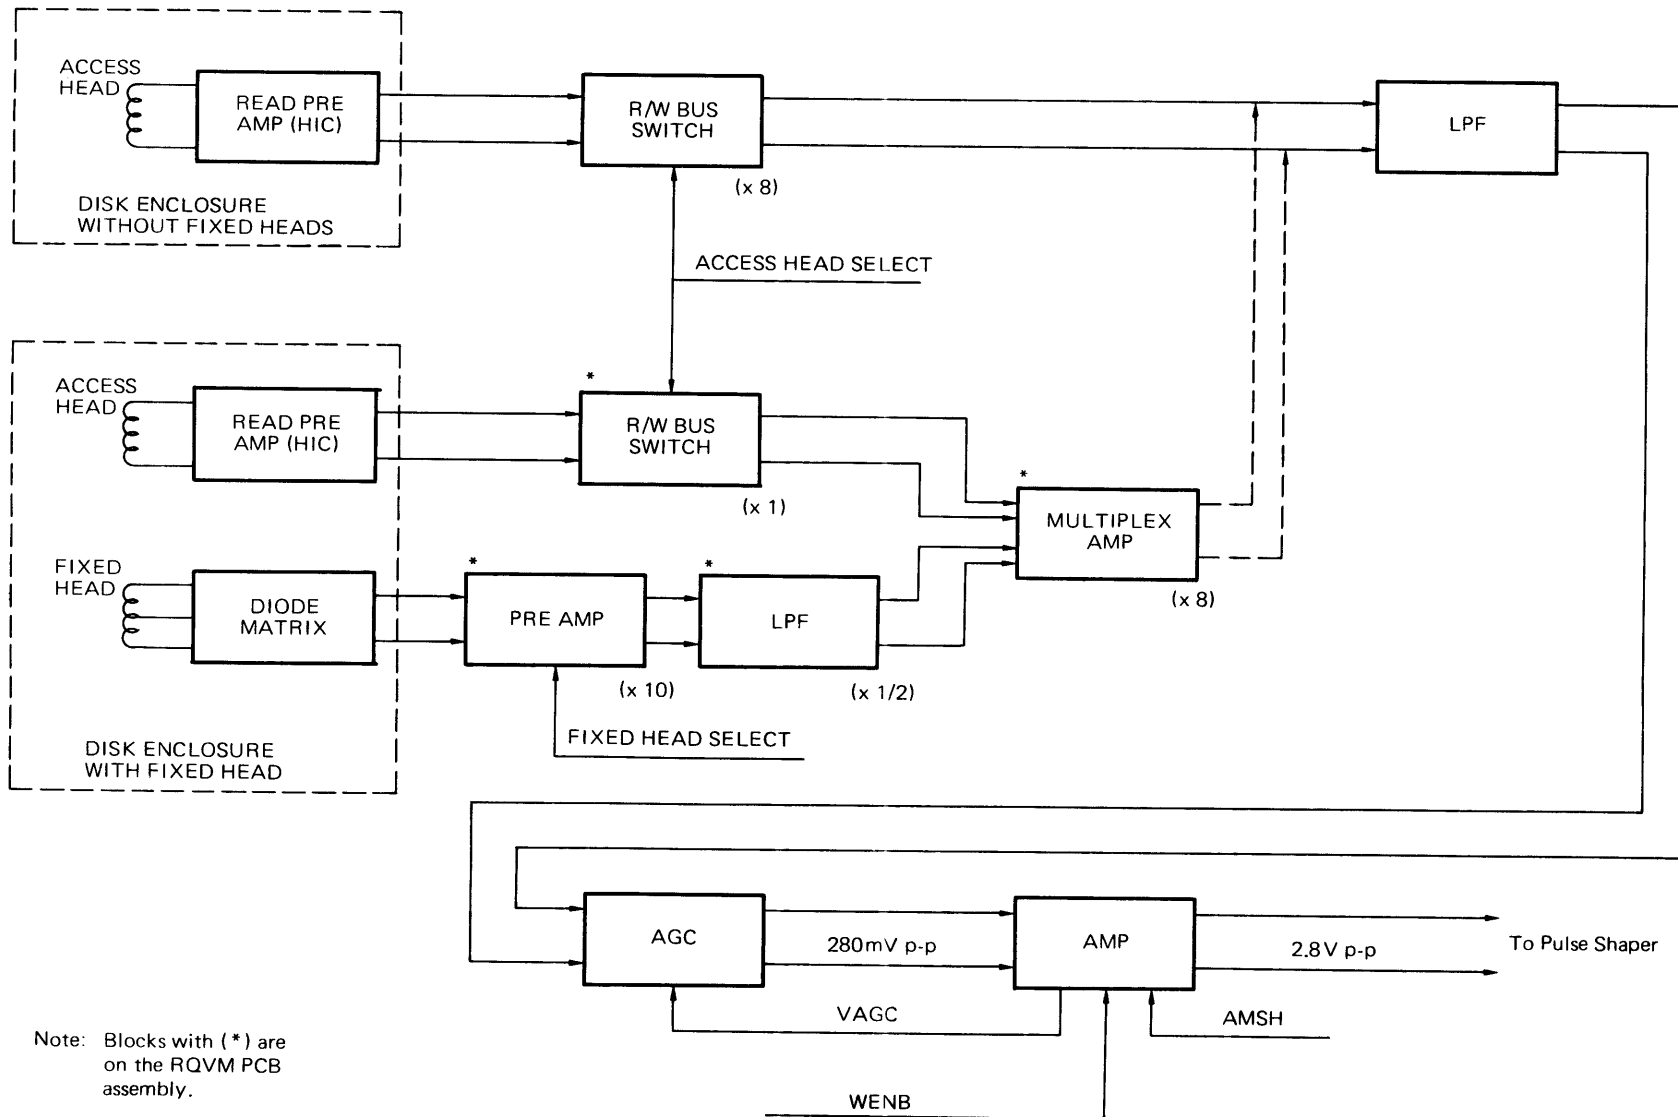 ACCESS
HEAD
READ PRE
AMP (HIC)
R/W BUS
SWITCH
(x 8)
LPF
DISK ENCLOSURE
WITHOUT FIXED HEADS
ACCESS HEAD SELECT
ACCESS
HEAD
READ PRE
AMP (HIC)
*
R/W BUS
SWITCH
(x 1)
*
MULTIPLEX
AMP
(x 8)
FIXED
HEAD
DIODE
MATRIX
*
PRE AMP
(x 10)
*
LPF
(x 1/2)
FIXED HEAD SELECT
DISK ENCLOSURE
WITH FIXED HEAD
AGC
280mV p-p
AMP
2.8V p-p
To Pulse Shaper
VAGC
AMSH
WENB
Note: Blocks with (*) are
on the RQVM PCB
assembly.